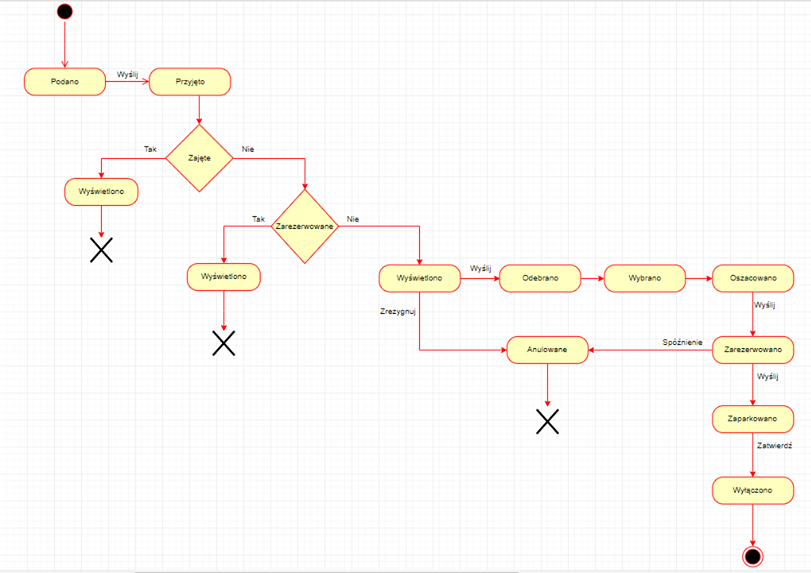 Podano
Wyślij
Przyjęto
Zajęte
Tak
Nie
Wyświetlono
Zarezerwowane
Tak
Nie
Wyświetlono
Wyświetlono
Wyślij
Odebrano
Wybrano
Oszacowano
Zrezygnuj
Wyślij
Anulowane
Spóźnienie
Zarezerwowano
Wyślij
Zaparkowano
Zatwierdź
Wyłączono